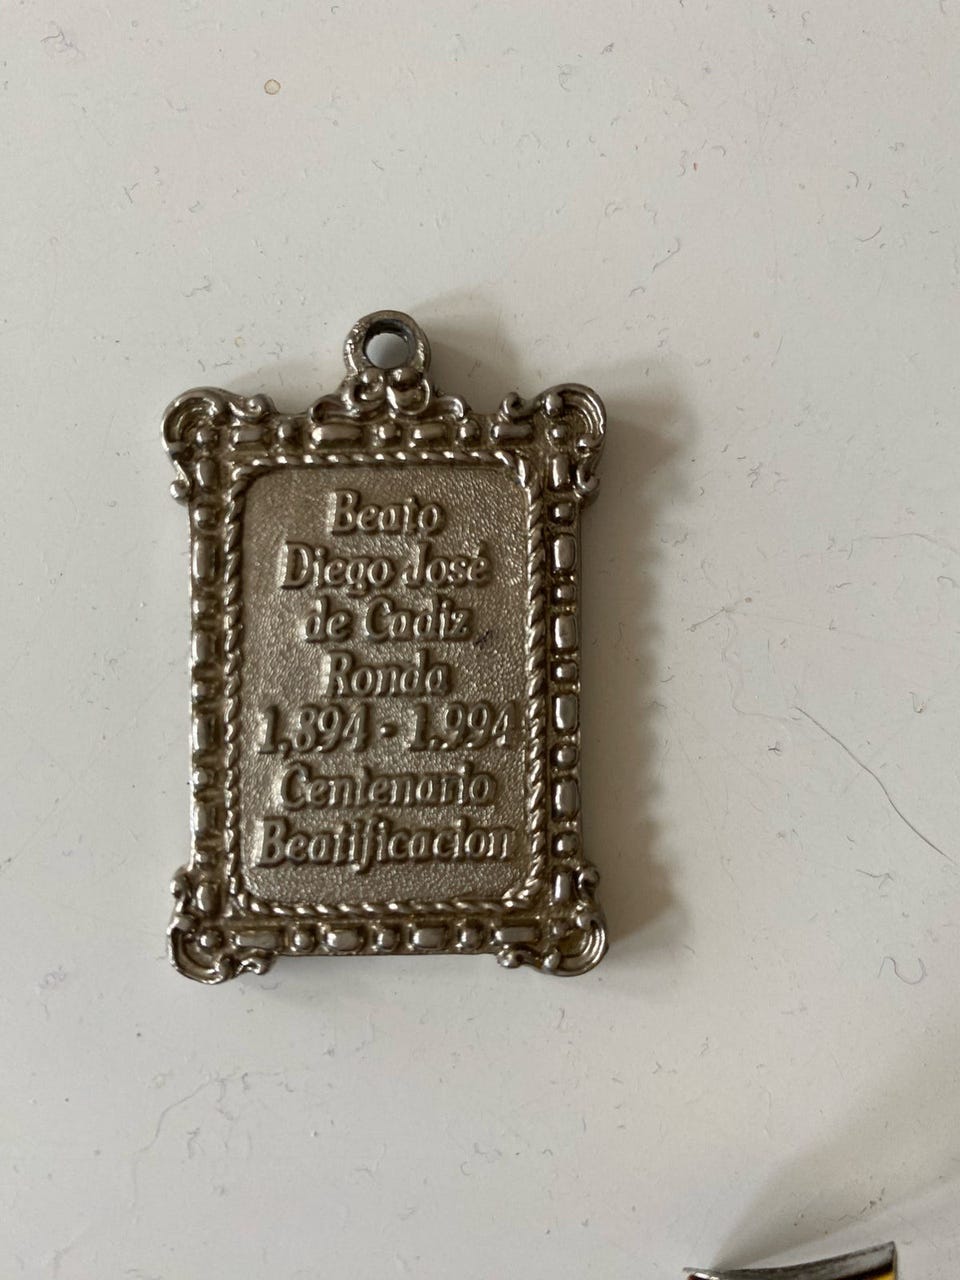 Beato
Diego José
de Cadiz
Ronda
1.894 - 1.994
Centenario
Beatificacion